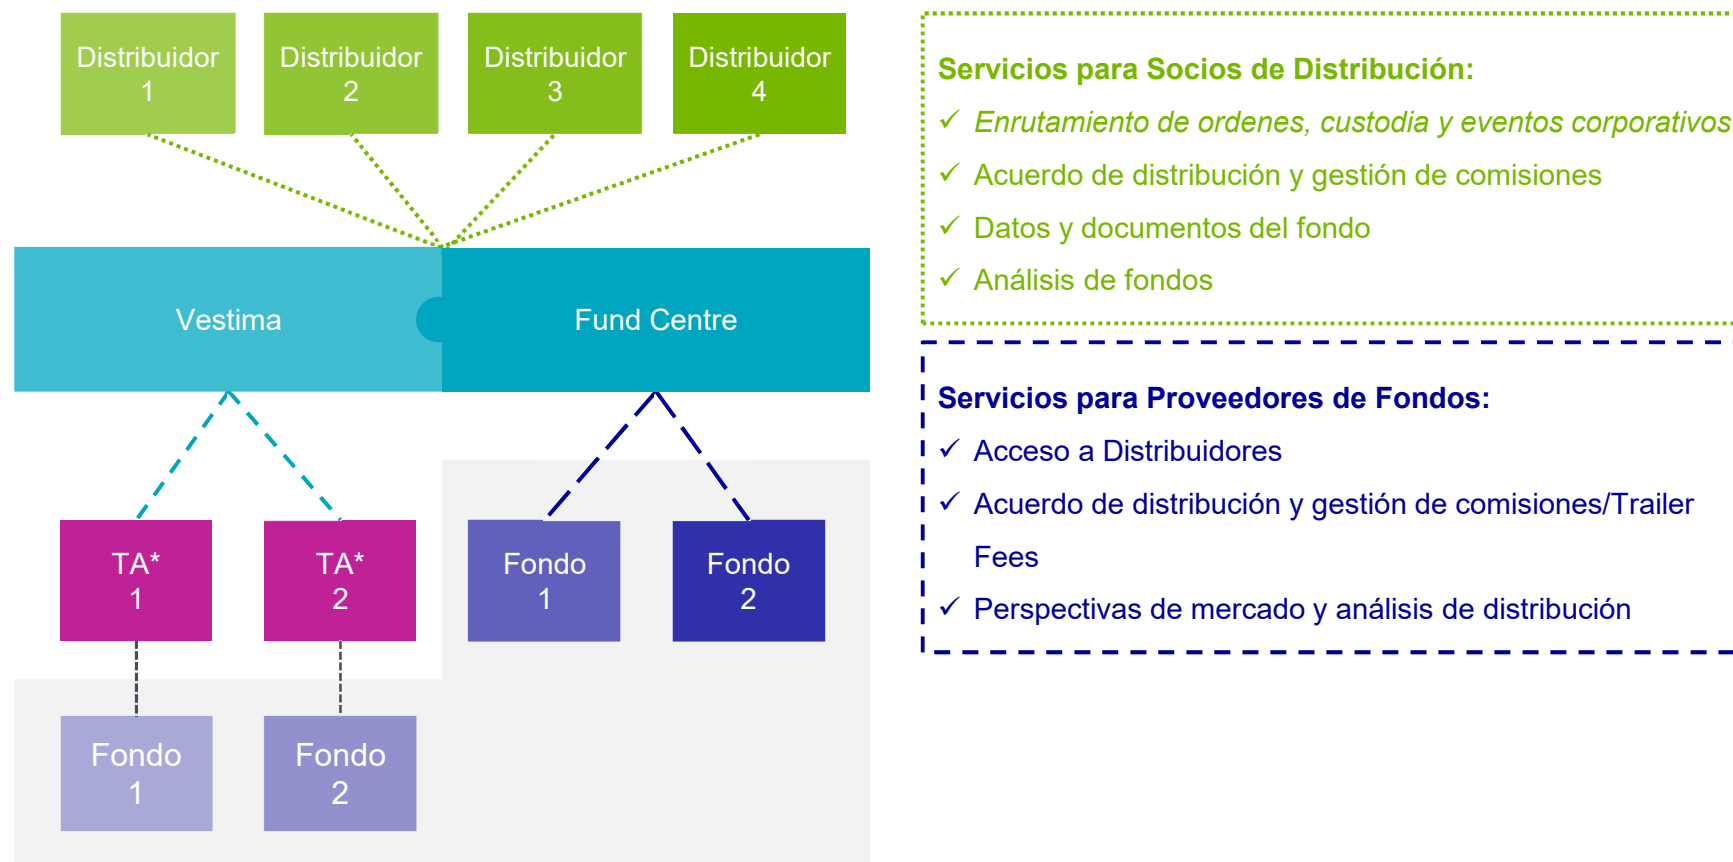 Distribuidor
1
Distribuidor
2
Distribuidor
3
Distribuidor
4
Vestima
Fund Centre
TA*
1
TA*
2
Fondo
1
Fondo
2
Fondo
1
Fondo
2
Servicios para Socios de Distribución:
✓ Enrutamiento de ordenes, custodia y eventos corporativos
✓ Acuerdo de distribución y gestión de comisiones
✓ Datos y documentos del fondo
✓ Análisis de fondos
Servicios para Proveedores de Fondos:
✓ Acceso a Distribuidores
✓ Acuerdo de distribución y gestión de comisiones/Trailer
Fees
✓ Perspectivas de mercado y análisis de distribución